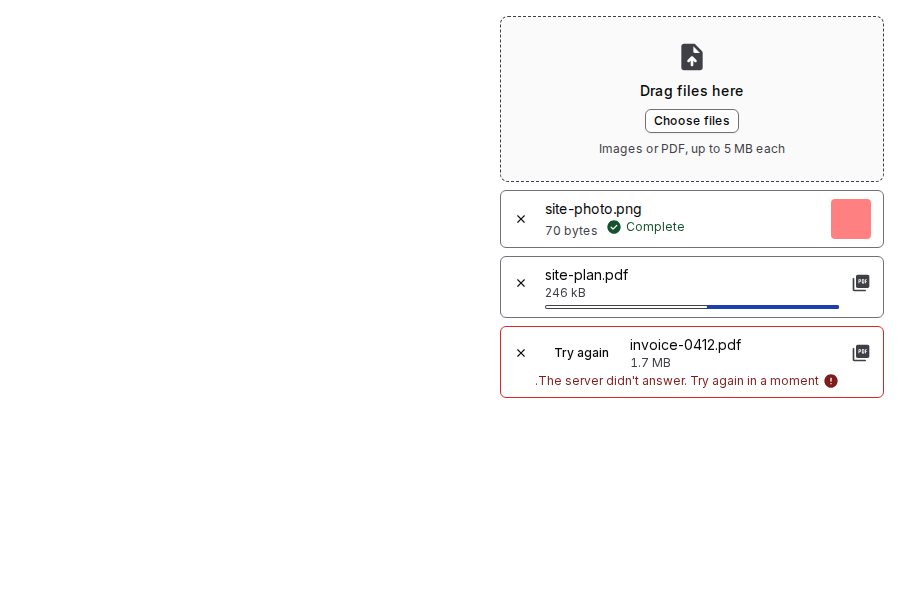 Drag files here
Choose files
Images or PDF, up to 5 MB each
site-photo.png
70 bytes Complete
site-plan.pdf
246 kB
PDF
Try again
invoice-0412.pdf
1.7 MB
PDF
.The server didn't answer. Try again in a moment